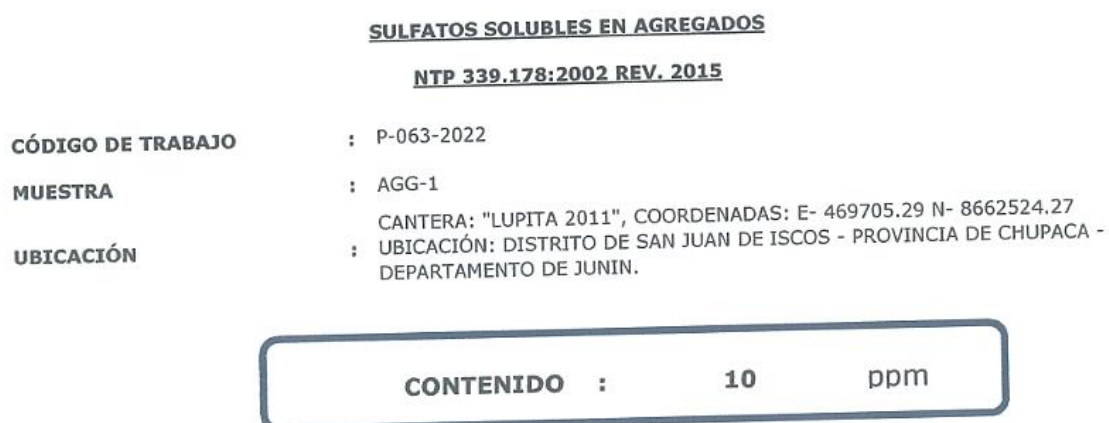 SULFATOS SOLUBLES EN AGREGADOS
NTP 339.178:2002 REV. 2015
CÓDIGO DE TRABAJO : P-063-2022
MUESTRA : AGG-1
CANTERA: "LUPITA 2011", COORDENADAS: E- 469705.29 N- 8662524.27
UBICACIÓN : UBICACIÓN: DISTRITO DE SAN JUAN DE ISCOS - PROVINCIA DE CHUPACA -
DEPARTAMENTO DE JUNIN.
CONTENIDO : 10 ppm